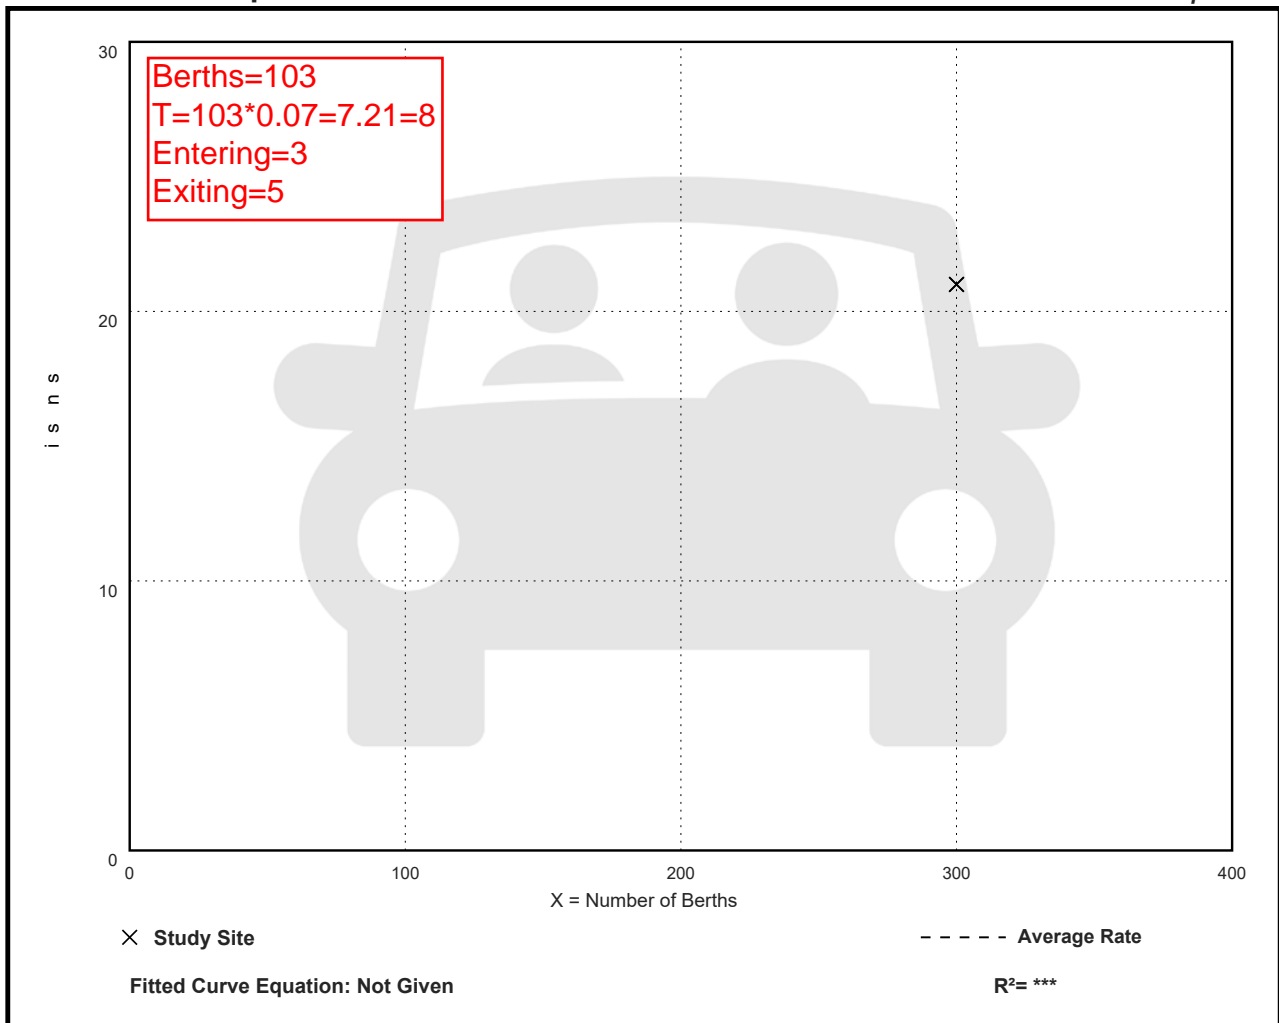 30
Berths=103
T=103*0.07=7.21=8
Entering=3
Exiting=5
20
i s n s
10
0
0 100 200 300 400
X = Number of Berths
Study Site
Average Rate
Fitted Curve Equation: Not Given
R²= ***